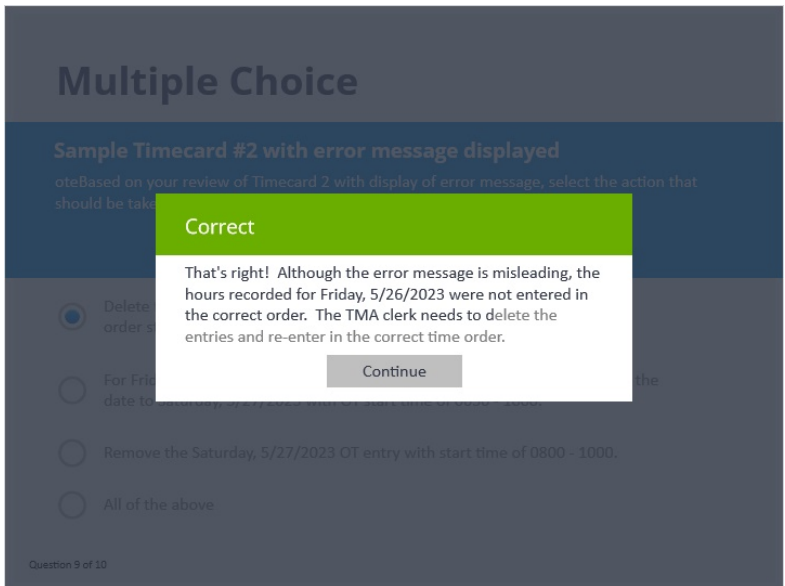 Multiple Choice
Sample Timecard #2 with error message displayed
oteBased on your review of Timecard 2 with display of error message, select the action that
should be take
Correct
That's right! Although the error message is misleading, the
hours recorded for Friday, 5/26/2023 were not entered in
the correct order. The TMA clerk needs to delete the
entries and re-enter in the correct time order.
Continue
Delete
order
For Frid the
date to Saturday, 5/27/2023 with OT start time of
Remove the Saturday, 5/27/2023 OT entry with start time of 0800 - 1000.
All of the above
Question 9 of 10